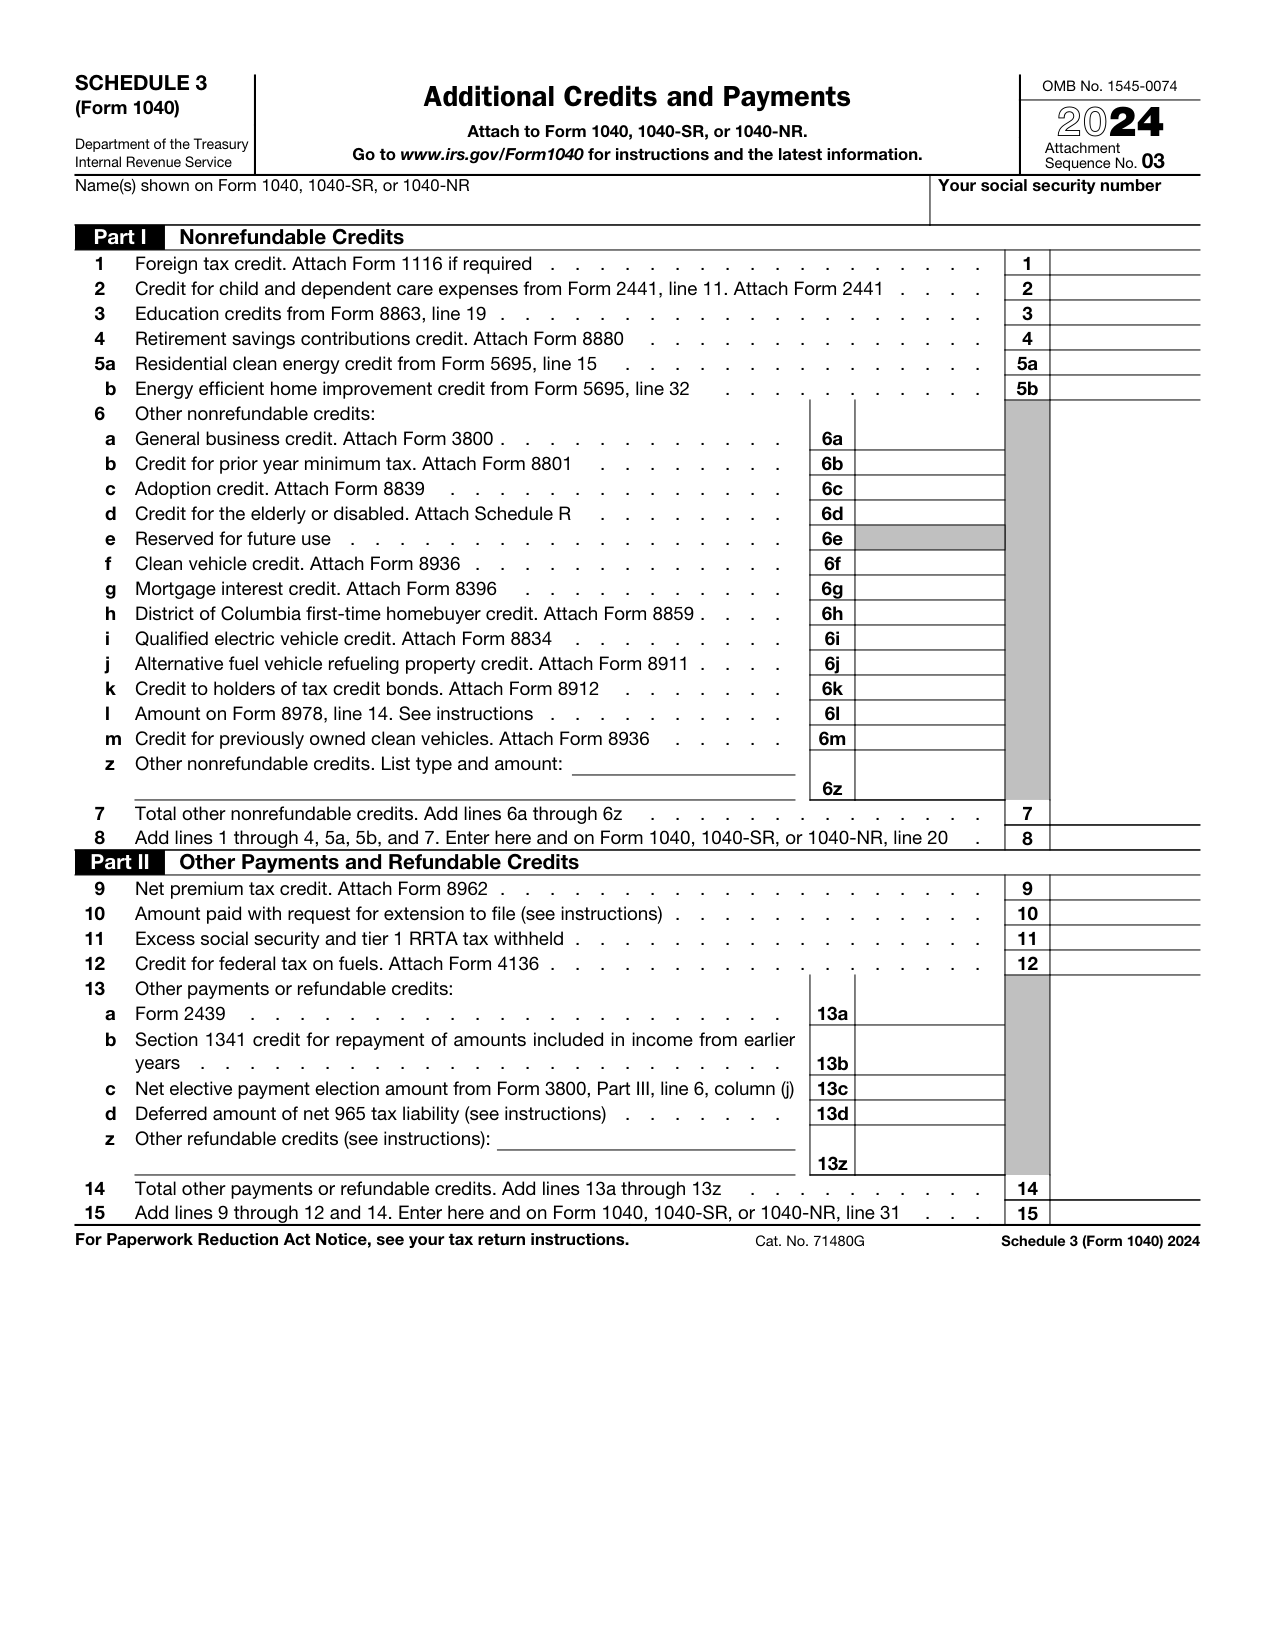 SCHEDULE 3
(Form 1040)
Department of the Treasury
Internal Revenue Service
Additional Credits and Payments
Attach to Form 1040, 1040-SR, or 1040-NR.
Go to www.irs.gov/Form1040 for instructions and the latest information.
OMB No. 1545-0074
2024
Attachment
Sequence No. 03
Name(s) shown on Form 1040, 1040-SR, or 1040-NR
Your social security number
Part I Nonrefundable Credits
1 Foreign tax credit. Attach Form 1116 if required . . . . . . . . . . . . . . . . . . 1
2 Credit for child and dependent care expenses from Form 2441, line 11. Attach Form 2441 . . . . 2
3 Education credits from Form 8863, line 19 . . . . . . . . . . . . . . . . . . . . 3
4 Retirement savings contributions credit. Attach Form 8880 . . . . . . . . . . . . . . 4
5a Residential clean energy credit from Form 5695, line 15 . . . . . . . . . . . . . . . 5a
b Energy efficient home improvement credit from Form 5695, line 32 . . . . . . . . . . . 5b
6 Other nonrefundable credits:
a General business credit. Attach Form 3800 . . . . . . . . . . . . 6a
b Credit for prior year minimum tax. Attach Form 8801 . . . . . . . . 6b
c Adoption credit. Attach Form 8839 . . . . . . . . . . . . . . 6c
d Credit for the elderly or disabled. Attach Schedule R . . . . . . . . 6d
e Reserved for future use . . . . . . . . . . . . . . . . . . 6e
f Clean vehicle credit. Attach Form 8936 . . . . . . . . . . . . . 6f
g Mortgage interest credit. Attach Form 8396 . . . . . . . . . . . 6g
h District of Columbia first-time homebuyer credit. Attach Form 8859 . . . . 6h
i Qualified electric vehicle credit. Attach Form 8834 . . . . . . . . . 6i
j Alternative fuel vehicle refueling property credit. Attach Form 8911 . . . . 6j
k Credit to holders of tax credit bonds. Attach Form 8912 . . . . . . . 6k
l Amount on Form 8978, line 14. See instructions . . . . . . . . . . 6l
m Credit for previously owned clean vehicles. Attach Form 8936 . . . . . 6m
z Other nonrefundable credits. List type and amount:
6z
7 Total other nonrefundable credits. Add lines 6a through 6z . . . . . . . . . . . . . . 7
8 Add lines 1 through 4, 5a, 5b, and 7. Enter here and on Form 1040, 1040-SR, or 1040-NR, line 20 . 8
Part II Other Payments and Refundable Credits
9 Net premium tax credit. Attach Form 8962 . . . . . . . . . . . . . . . . . . . . 9
10 Amount paid with request for extension to file (see instructions) . . . . . . . . . . . . . 10
11 Excess social security and tier 1 RRTA tax withheld . . . . . . . . . . . . . . . . . 11
12 Credit for federal tax on fuels. Attach Form 4136 . . . . . . . . . . . . . . . . . . 12
13 Other payments or refundable credits:
a Form 2439 . . . . . . . . . . . . . . . . . . . . . . 13a
b Section 1341 credit for repayment of amounts included in income from earlier
years . . . . . . . . . . . . . . . . . . . . . . . . 13b
c Net elective payment election amount from Form 3800, Part III, line 6, column (j) 13c
d Deferred amount of net 965 tax liability (see instructions) . . . . . . . 13d
z Other refundable credits (see instructions):
13z
14 Total other payments or refundable credits. Add lines 13a through 13z . . . . . . . . . . 14
15 Add lines 9 through 12 and 14. Enter here and on Form 1040, 1040-SR, or 1040-NR, line 31 . . . 15
For Paperwork Reduction Act Notice, see your tax return instructions. Cat. No. 71480G Schedule 3 (Form 1040) 2024